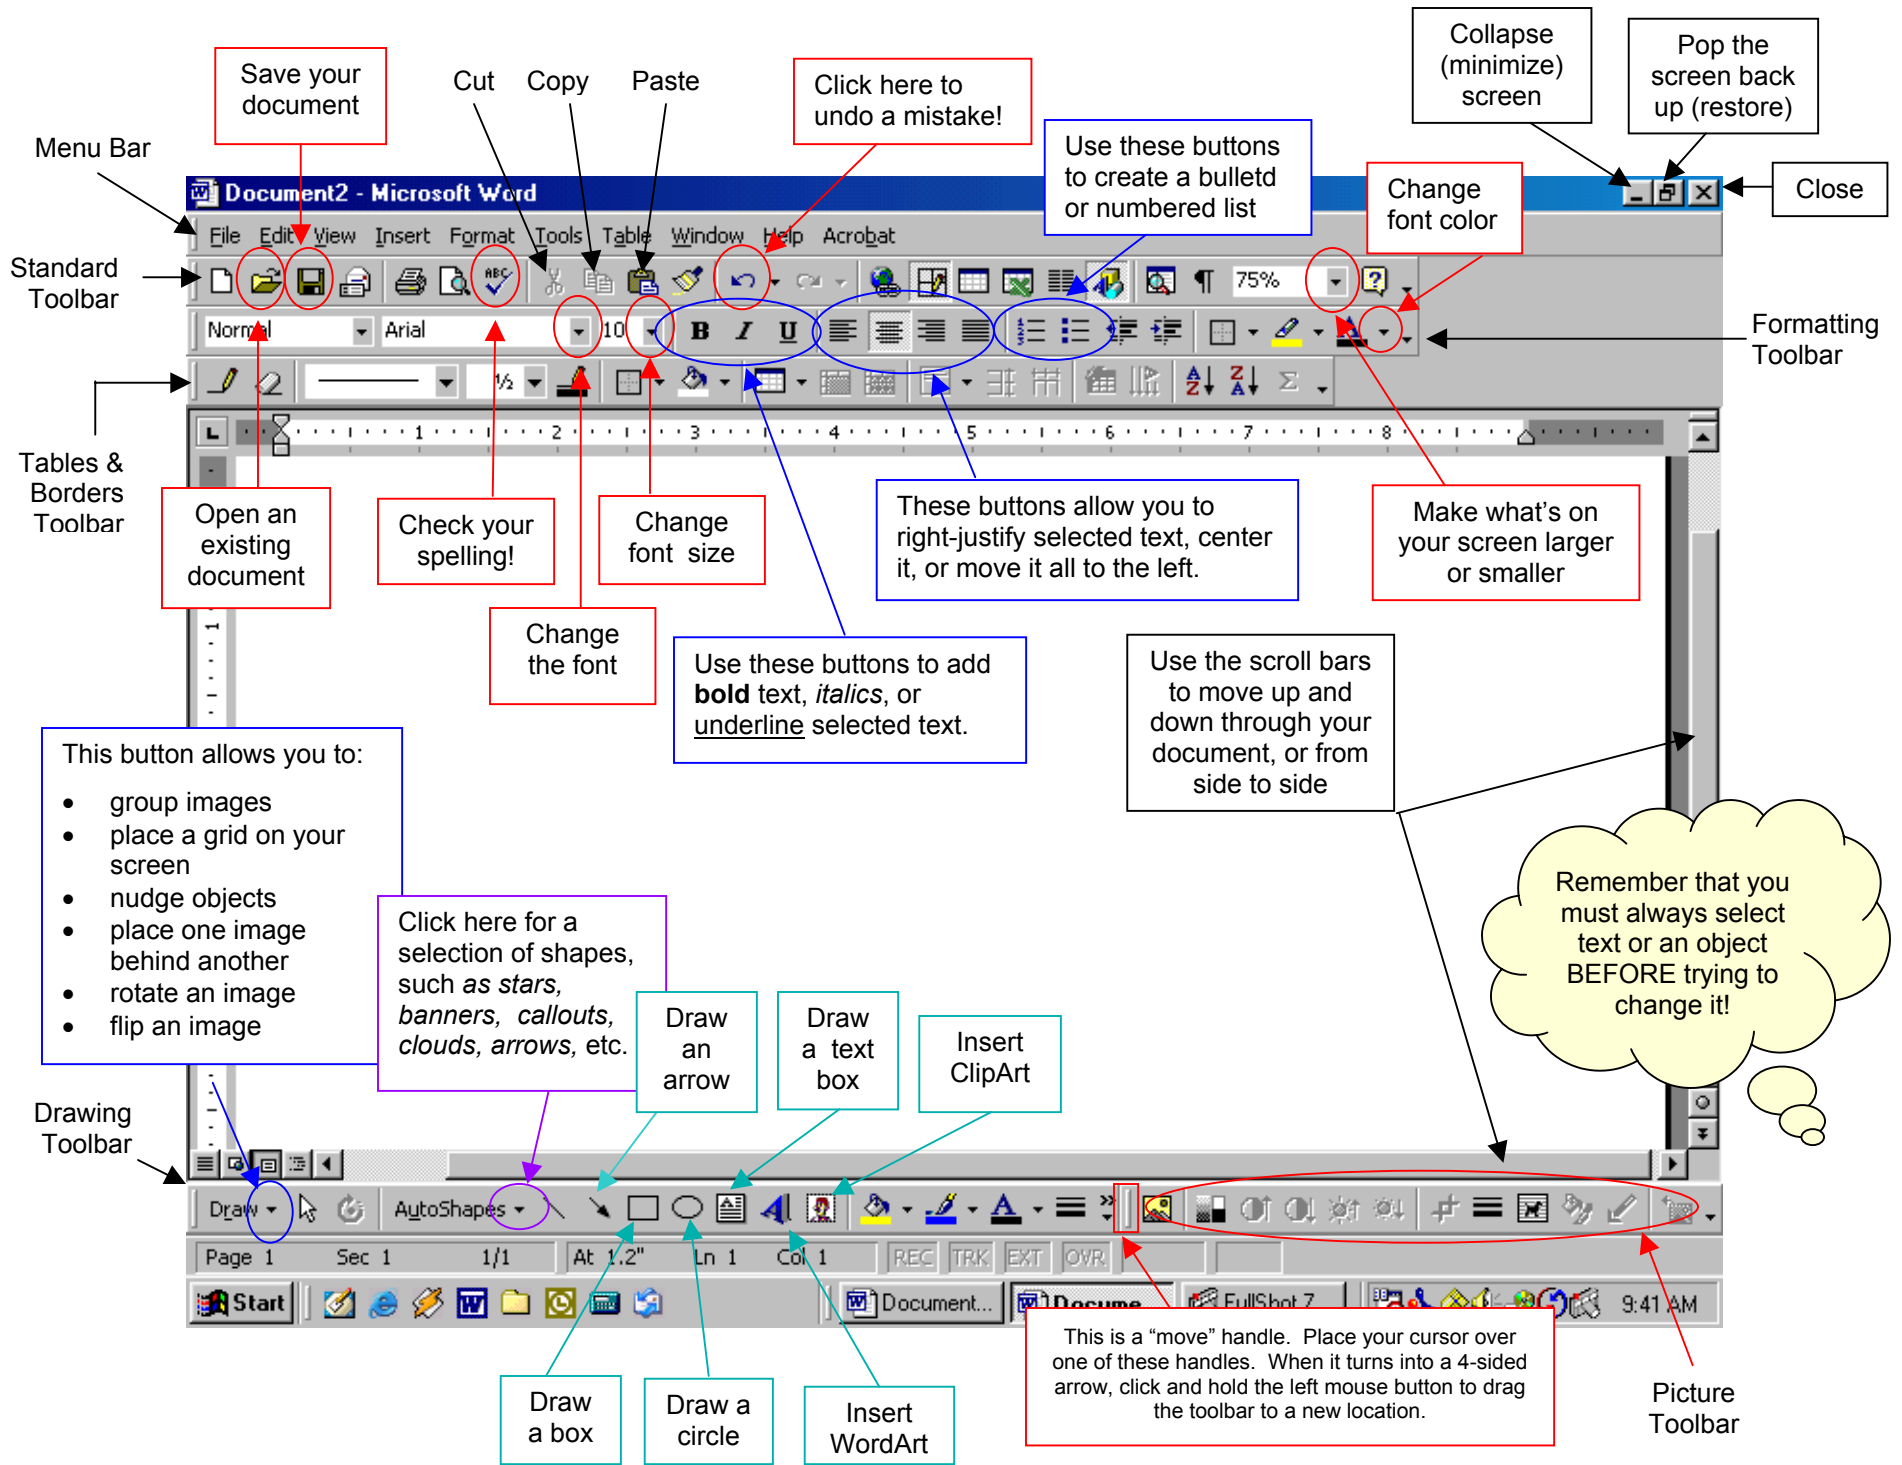 Collapse
(minimize)
screen
Pop the
screen back
up (restore)
Save your
document
Cut
Copy
Paste
Click here to
undo a mistake!
Menu Bar
Use these buttons
to create a bulletd
or numbered list
Change
font color
Close
Document2 - Microsoft Word
File Edit View Insert Format Tools Table Window Help Acrobat
Standard
Toolbar
ABC
75%
Normal
Arial
10
B I U
A
Formatting
Toolbar
½
A
Z
Z
A
Σ
L
1 2 3 4 5 6 7 8
Tables &
Borders
Toolbar
Open an
existing
document
Check your
spelling!
Change
font size
These buttons allow you to
right-justify selected text, center
it, or move it all to the left.
Make what's on
your screen larger
or smaller
1
Change
the font
Use these buttons to add
bold text, italics, or
underline selected text.
Use the scroll bars
to move up and
down through your
document, or from
side to side
This button allows you to:
• group images
• place a grid on your
screen
• nudge objects
• place one image
behind another
• rotate an image
• flip an image
Click here for a
selection of shapes,
such as stars,
banners, callouts,
clouds, arrows, etc.
Remember that you
must always select
text or an object
BEFORE trying to
change it!
Draw
an
arrow
Draw
a text
box
Insert
ClipArt
Drawing
Toolbar
Draw
AutoShapes
A
A
Page 1 Sec 1 1/1 At 1.2" Ln 1 Col 1 REC TRK EXT OVR
Start
Document...
Docume
FullShot 7
9:41 AM
This is a “move” handle. Place your cursor over
one of these handles. When it turns into a 4-sided
arrow, click and hold the left mouse button to drag
the toolbar to a new location.
Draw
a box
Draw a
circle
Insert
WordArt
Picture
Toolbar